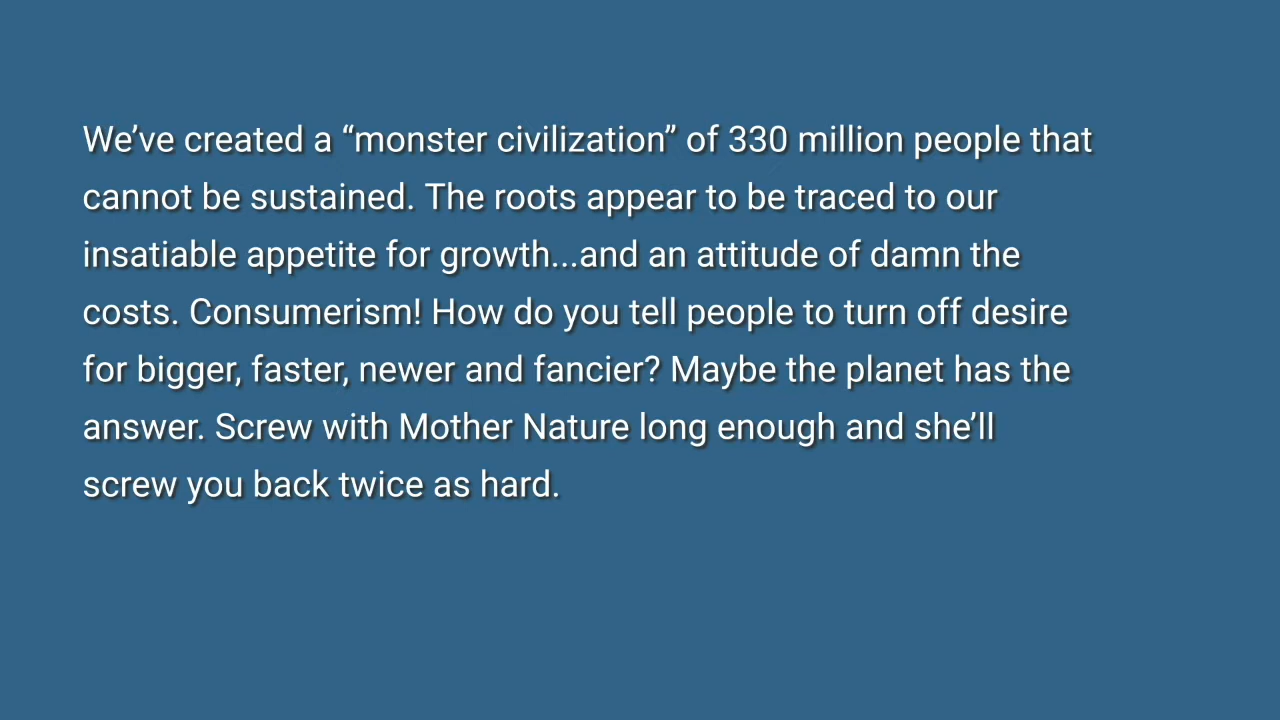 We’ve created a “monster civilization” of 330 million people that
cannot be sustained. The roots appear to be traced to our
insatiable appetite for growth...and an attitude of damn the
costs. Consumerism! How do you tell people to turn off desire
for bigger, faster, newer and fancier? Maybe the planet has the
answer. Screw with Mother Nature long enough and she’ll
screw you back twice as hard.